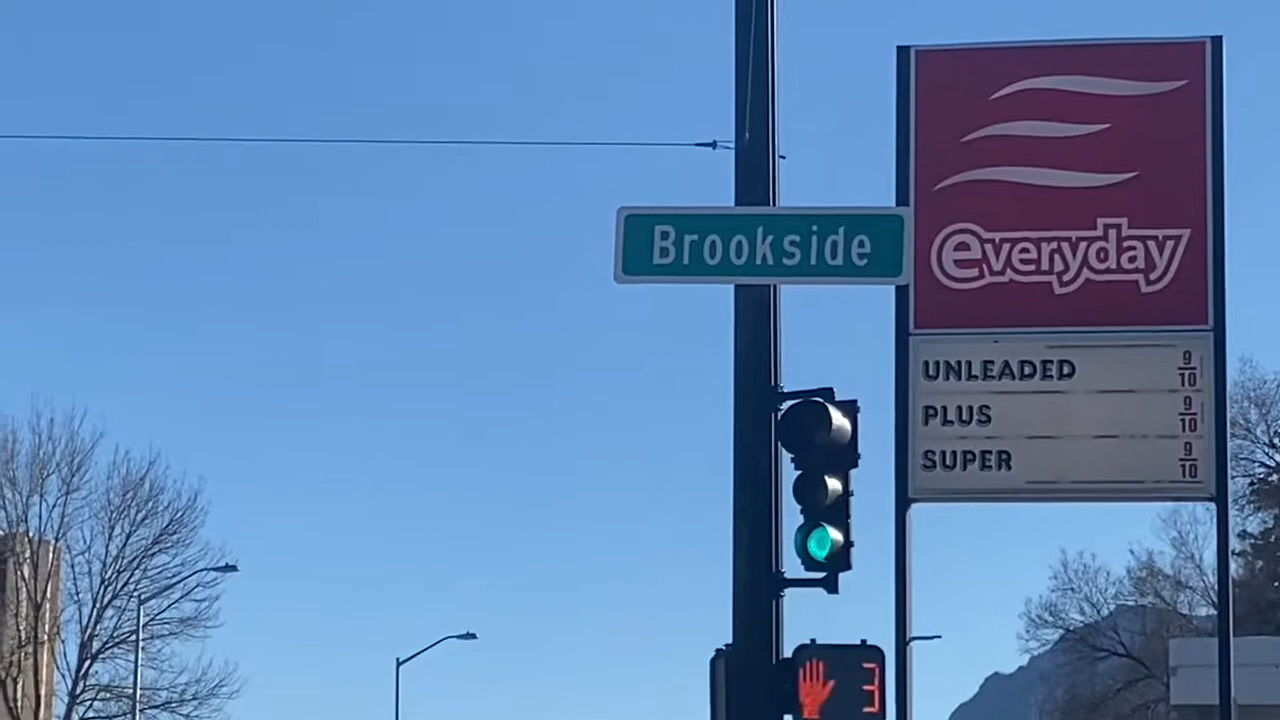 Brookside
everyday
UNLEADED 9/10
PLUS 9/10
SUPER 9/10
3